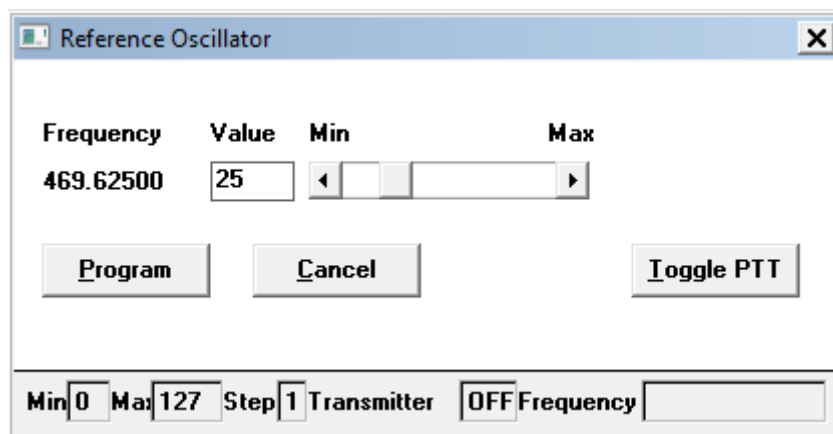 Reference Oscillator
Frequency Value Min Max
469.62500 25
Program Cancel Toggle PTT
Min 0 Max 127 Step 1 Transmitter OFF Frequency